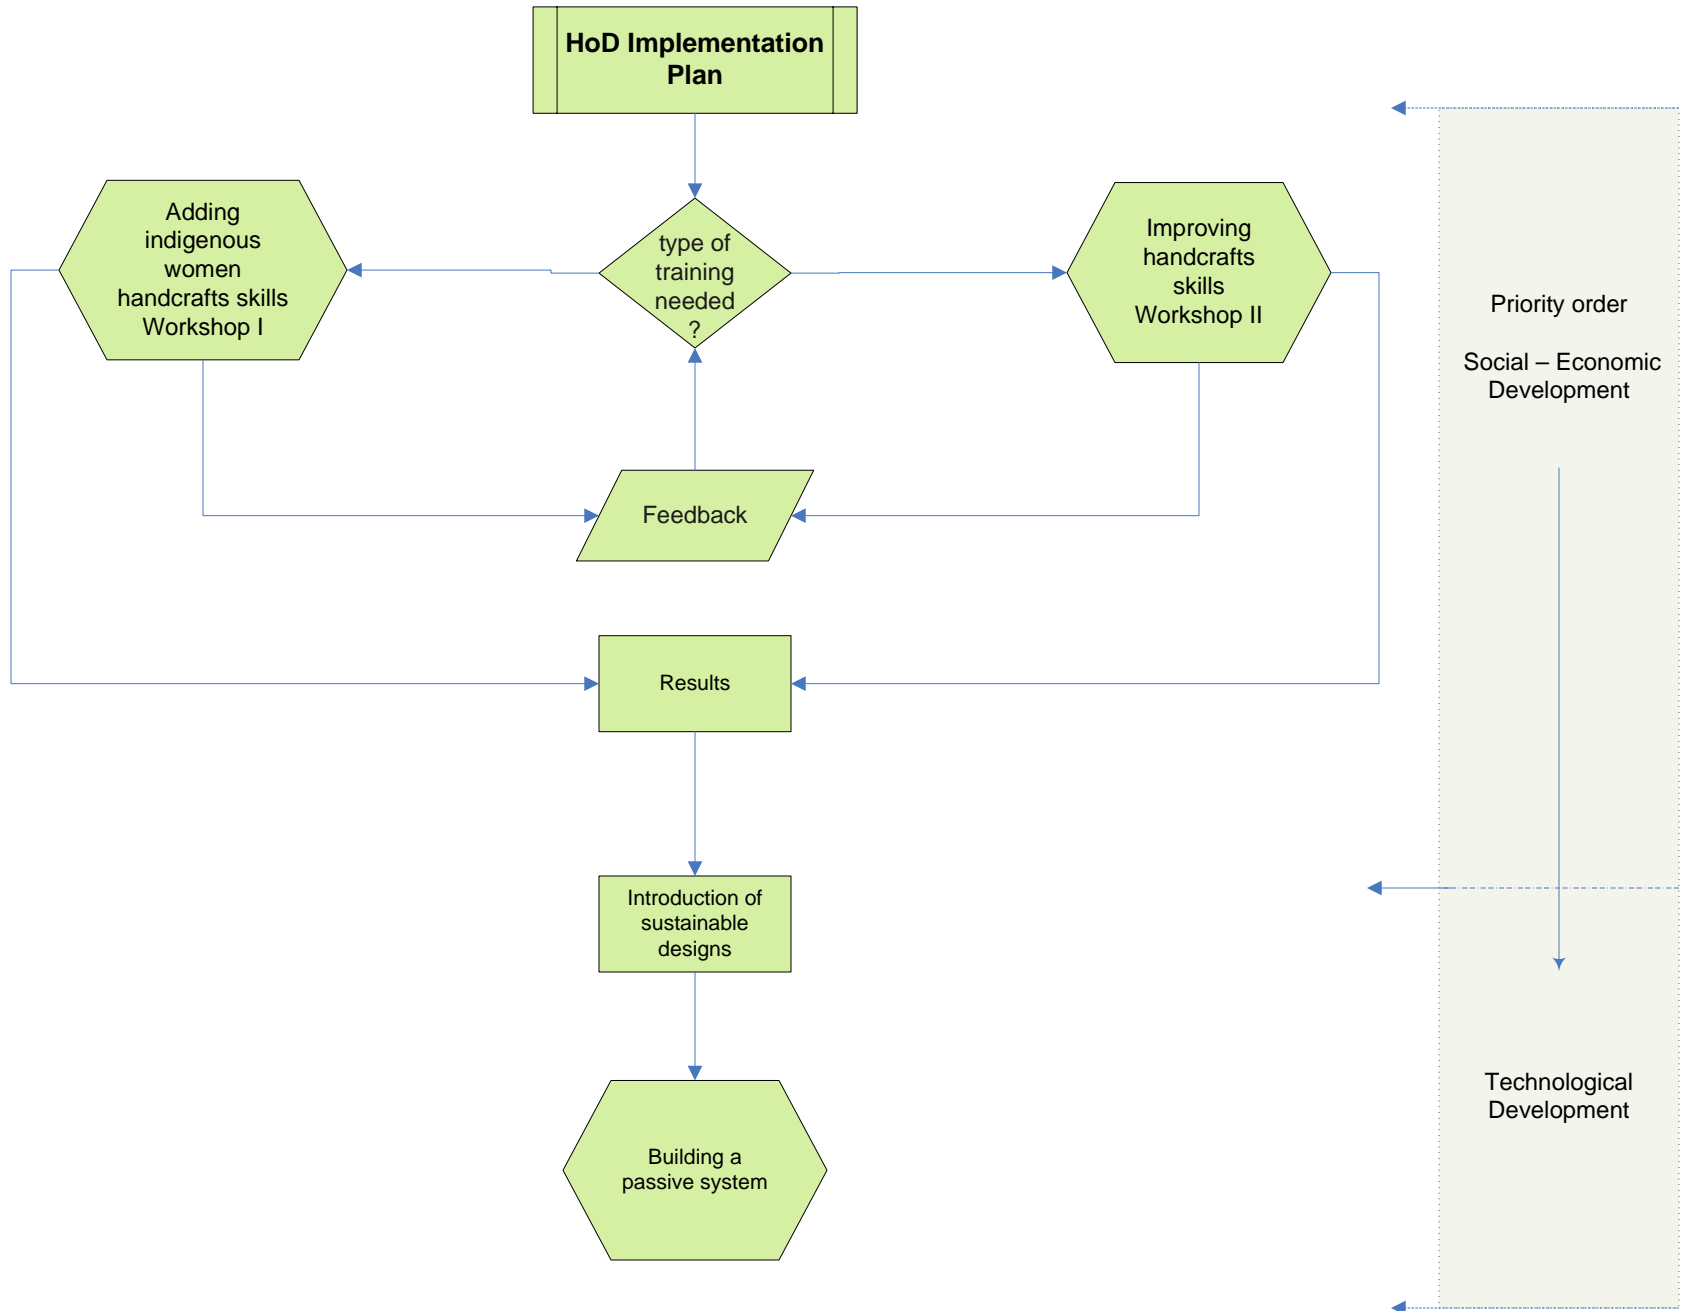 HoD Implementation
Plan
Adding
indigenous
women
handcrafts skills
Workshop I
type of
training
needed
?
Improving
handcrafts
skills
Workshop II
Priority order
Social – Economic
Development
Feedback
Results
Introduction of
sustainable
designs
Technological
Development
Building a
passive system